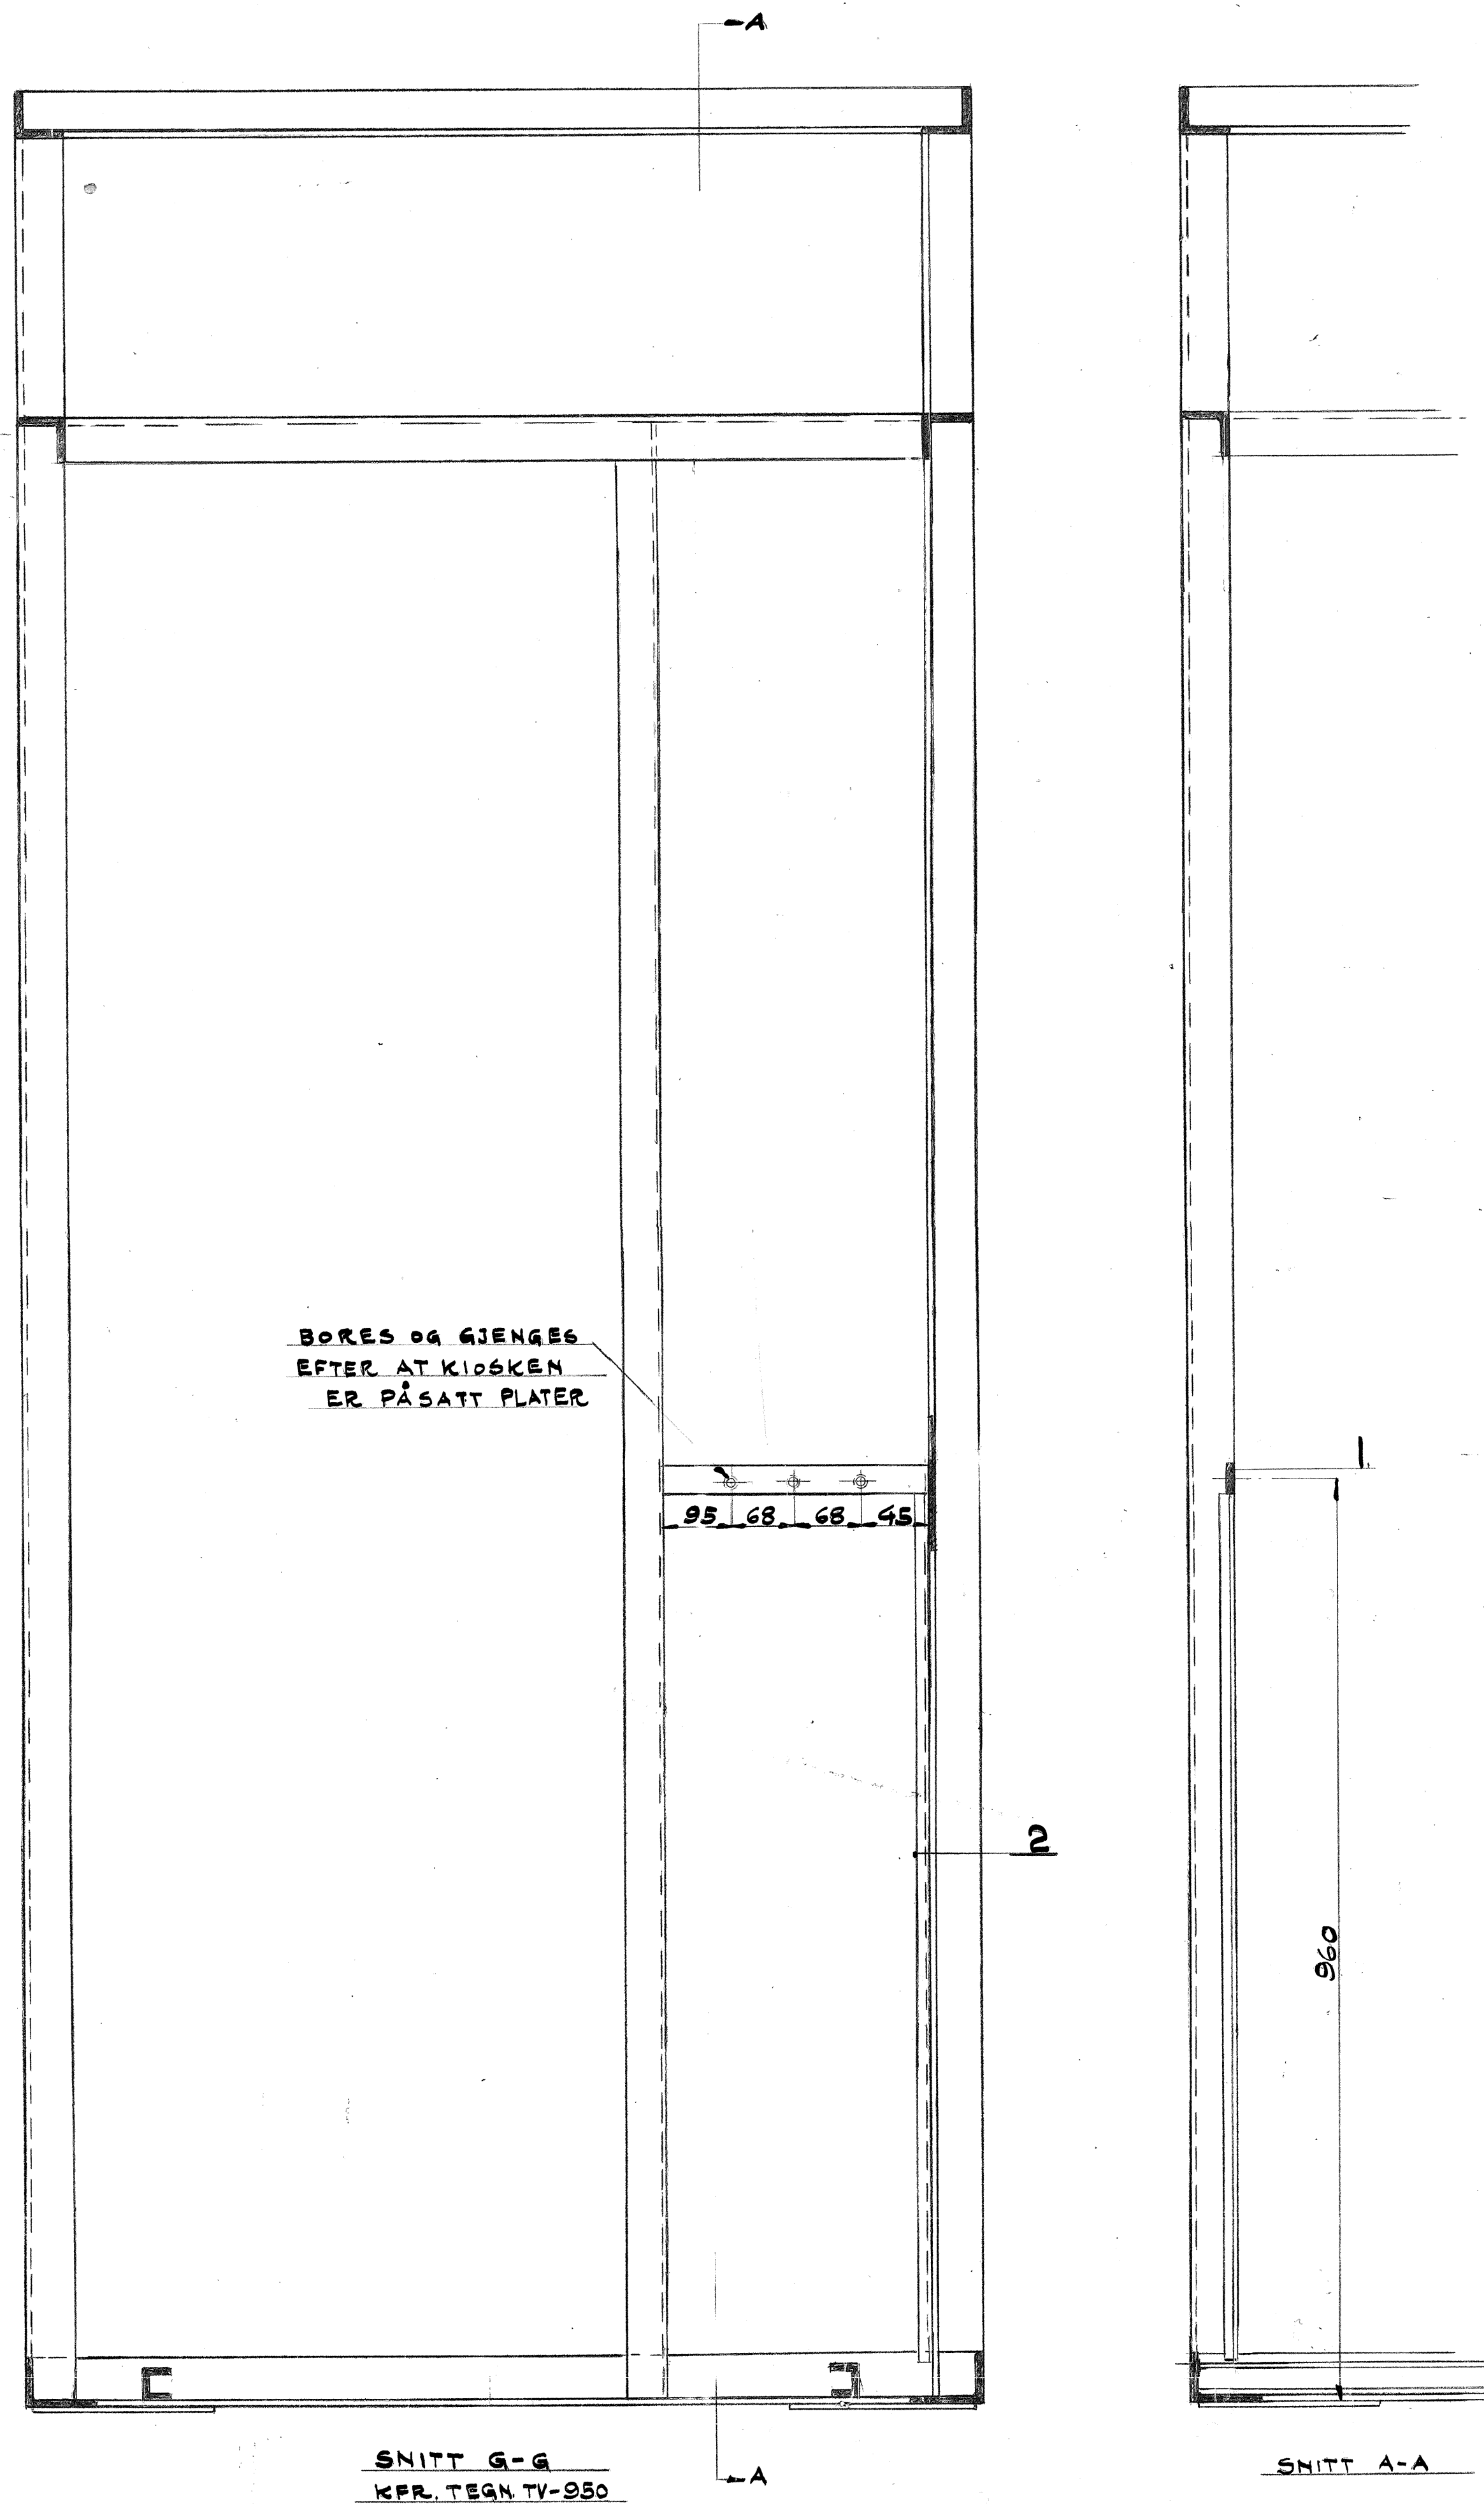 A
BORES OG GJENGES
EFTER AT KIOSKEN
ER PÅSATT PLATER
1
95 68 68 45
2
960
SNITT G-G
KFR. TEGN. TV-950
A
SNITT A-A